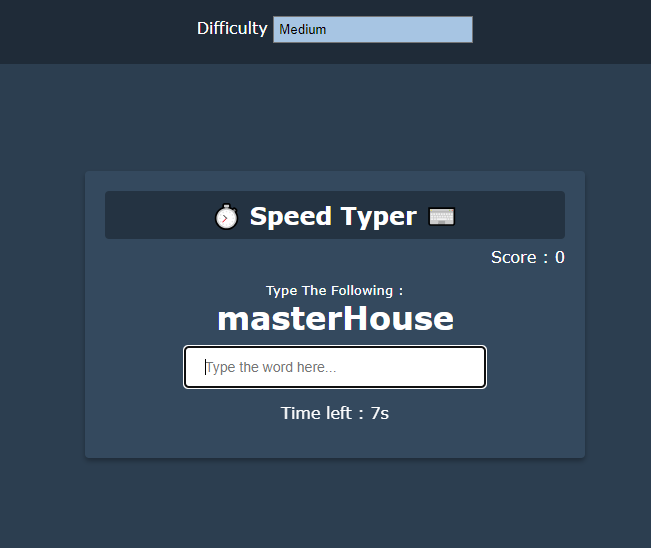 Difficulty Medium
Speed Typer
Score : 0
Type The Following :
masterHouse
Type the word here...
Time left : 7s